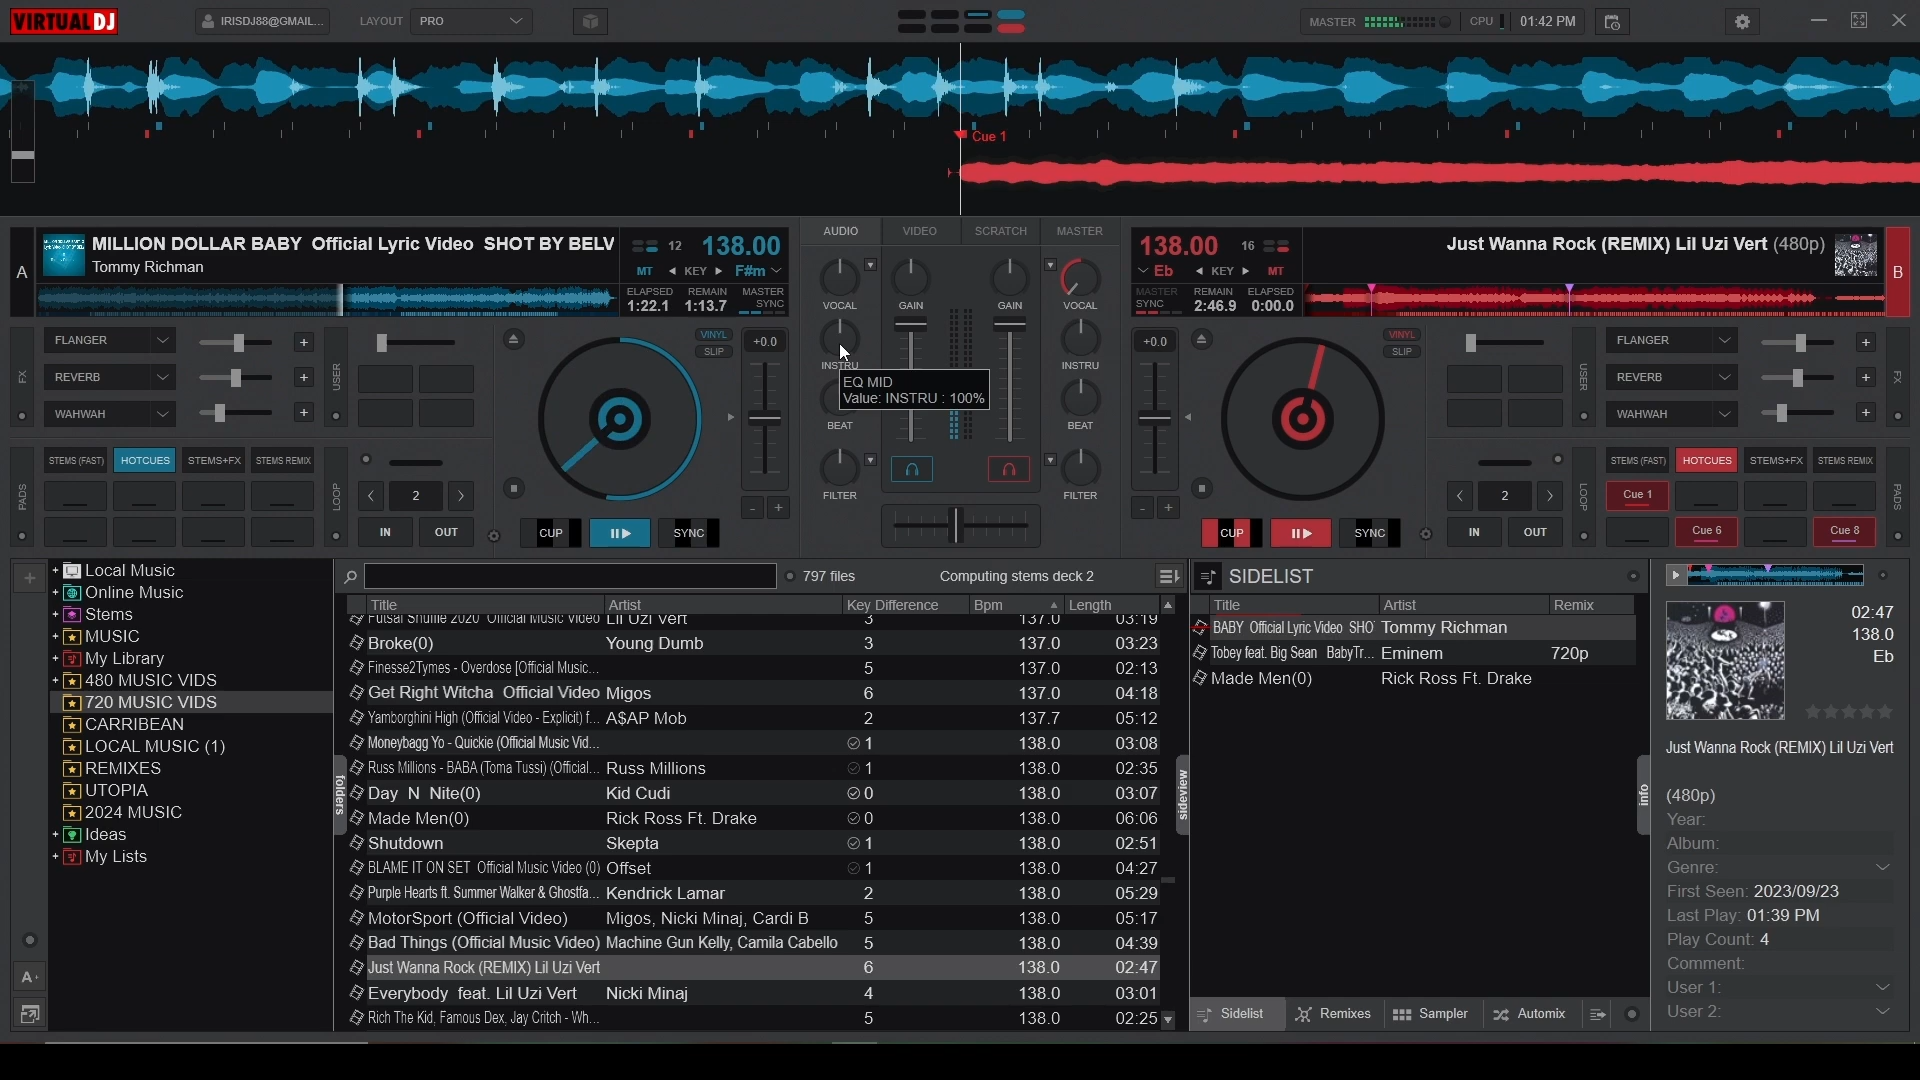 VIRTUAL DJ
IRISDJ88@GMAIL...
LAYOUT PRO
MASTER
CPU
01:42 PM
Cue 1
A
MILLION DOLLAR BABY Official Lyric Video SHOT BY BELV
Tommy Richman
12 138.00
MT KEY F#m
ELAPSED REMAIN MASTER
1:22.1 1:13.7 SYNC
AUDIO VIDEO SCRATCH MASTER
138.00 16
Eb KEY MT
MASTER REMAIN ELAPSED
SYNC 2:46.9 0:00.0
Just Wanna Rock (REMIX) Lil Uzi Vert (480p)
B
VOCAL GAIN GAIN VOCAL
INSTRU INSTRU
EQ MID
Value: INSTRU : 100%
BEAT BEAT
FILTER FILTER
FX
FLANGER +
REVERB +
WAHWAH +
USER
VINYL
SLIP
+0.0
- +
PADS
STEMS (FAST) HOTCUES STEMS+FX STEMS REMIX
LOOP
2
IN OUT
CUP SYNC
+0.0
- +
VINYL
SLIP
USER
FLANGER +
REVERB +
WAHWAH +
FX
CUP SYNC
2
IN OUT
LOOP
STEMS (FAST) HOTCUES STEMS+FX STEMS REMIX
Cue 1
Cue 6 Cue 8
PADS
+ Local Music
+ Online Music
+ Stems
+ MUSIC
+ My Library
+ 480 MUSIC VIDS
720 MUSIC VIDS
CARRIBEAN
LOCAL MUSIC (1)
REMIXES
UTOPIA
2024 MUSIC
+ Ideas
+ My Lists
A+
folders
797 files Computing stems deck 2
Title Artist Key Difference Bpm Length
Futsal Shuffle 2020 Official Music Video Lil Uzi Vert 3 137.0 03:19
Broke(0) Young Dumb 3 137.0 03:23
Finesse2Tymes - Overdose [Official Music... 5 137.0 02:13
Get Right Witcha Official Video Migos 6 137.0 04:18
Yamborghini High (Official Video - Explicit) f... A$AP Mob 2 137.7 05:12
Moneybagg Yo - Quickie (Official Music Vid... 1 138.0 03:08
Russ Millions - BABA (Toma Tussi) (Official... Russ Millions 1 138.0 02:35
Day N Nite(0) Kid Cudi 0 138.0 03:07
Made Men(0) Rick Ross Ft. Drake 0 138.0 06:06
Shutdown Skepta 1 138.0 02:51
BLAME IT ON SET Official Music Video (0) Offset 1 138.0 04:27
Purple Hearts ft. Summer Walker & Ghostfa... Kendrick Lamar 2 138.0 05:29
MotorSport (Official Video) Migos, Nicki Minaj, Cardi B 5 138.0 05:17
Bad Things (Official Music Video) Machine Gun Kelly, Camila Cabello 5 138.0 04:39
Just Wanna Rock (REMIX) Lil Uzi Vert 6 138.0 02:47
Everybody feat. Lil Uzi Vert Nicki Minaj 4 138.0 03:01
Rich The Kid, Famous Dex, Jay Critch - Wh... 5 138.0 02:25
sideview
SIDELIST
Title Artist Remix
BABY Official Lyric Video SHO Tommy Richman
Tobey feat. Big Sean BabyTr... Eminem 720p
Made Men(0) Rick Ross Ft. Drake
Sidelist Remixes Sampler Automix
info
02:47
138.0
Eb
Just Wanna Rock (REMIX) Lil Uzi Vert
(480p)
Year:
Album:
Genre:
First Seen: 2023/09/23
Last Play: 01:39 PM
Play Count: 4
Comment:
User 1:
User 2: